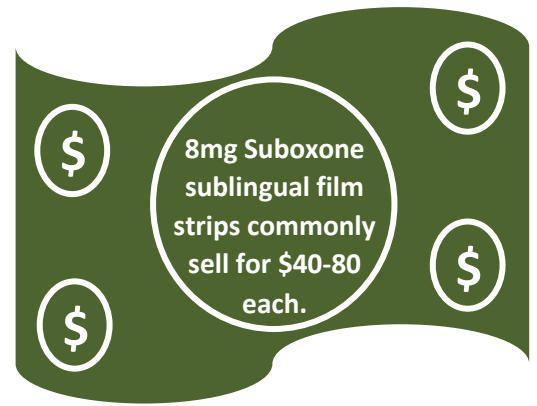 $
$
8mg Suboxone
sublingual film
strips commonly
sell for $40-80
each.
$
$